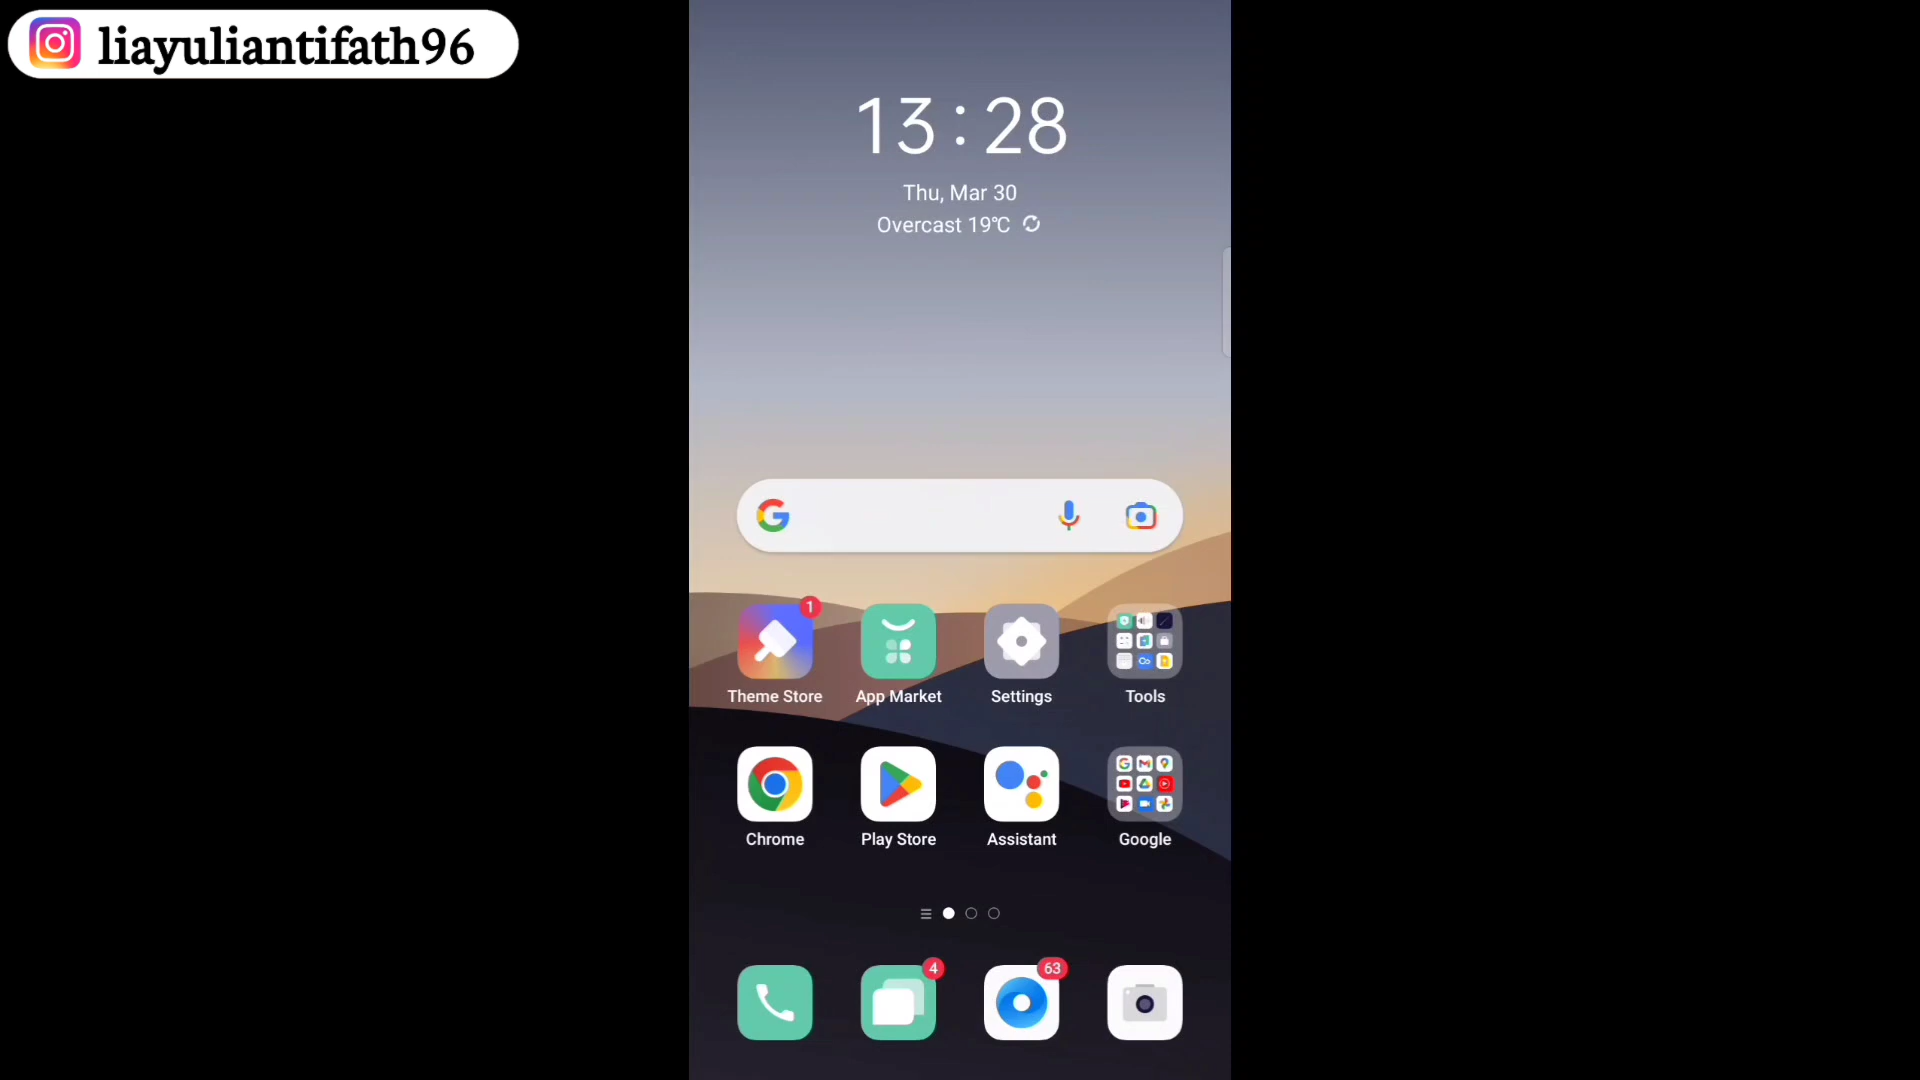 liayuliantifath96
13:28
Thu, Mar 30
Overcast 19℃
1
Theme Store
App Market
Settings
Tools
Chrome
Play Store
Assistant
Google
4
63